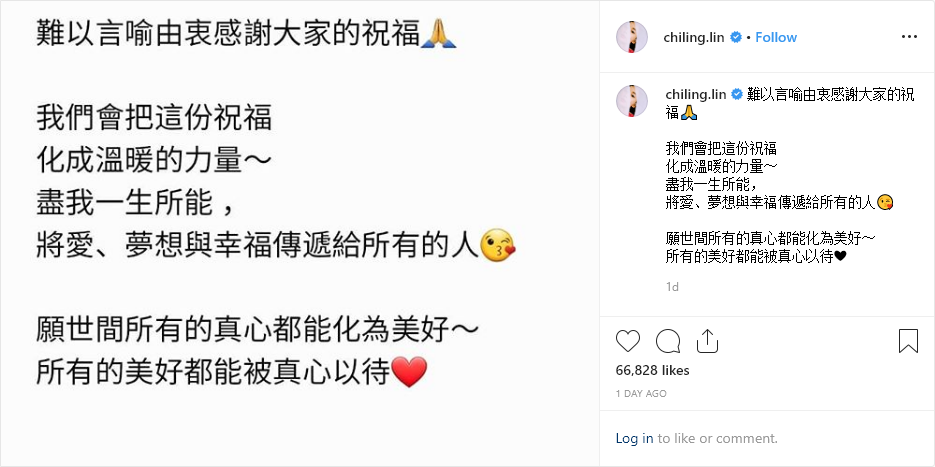 難以言喻由衷感謝大家的祝福🙏
我們會把這份祝福
化成溫暖的力量～
盡我一生所能，
將愛、夢想與幸福傳遞給所有的人😘
願世間所有的真心都能化為美好～
所有的美好都能被真心以待❤️
chiling.lin • Follow
chiling.lin 難以言喻由衷感謝大家的祝
福🙏
我們會把這份祝福
化成溫暖的力量～
盡我一生所能，
將愛、夢想與幸福傳遞給所有的人😘
願世間所有的真心都能化為美好～
所有的美好都能被真心以待♥
1d
66,828 likes
1 DAY AGO
Log in to like or comment.